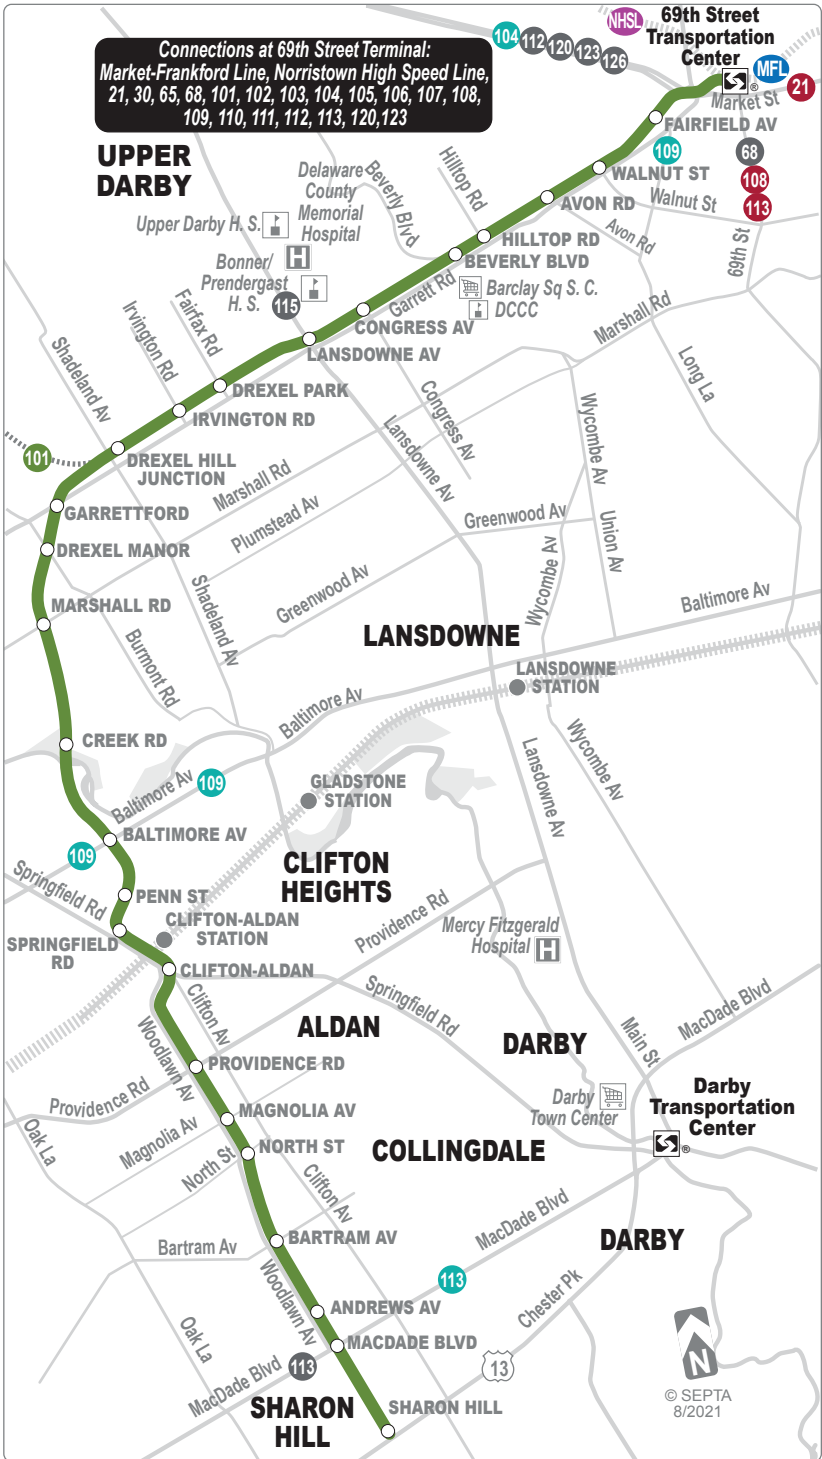 NHSL
69th Street
Transportation
Center
104
112
120
123
126
MFL
21
Connections at 69th Street Terminal:
Market-Frankford Line, Norristown High Speed Line,
21, 30, 65, 68, 101, 102, 103, 104, 105, 106, 107, 108,
109, 110, 111, 112, 113, 120,123
®
Market St
FAIRFIELD AV
UPPER
DARBY
109
68
108
113
WALNUT ST
Walnut St
Delaware
County
Memorial
Hospital
Beverly Blvd
Hilltop Rd
AVON RD
Avon Rd
69th St
Upper Darby H. S.
HILLTOP RD
BEVERLY BLVD
H
Bonner/
Prendergast
H. S.
115
Garrett Rd
Barclay Sq S. C.
DCCC
Fairfax Rd
Irvington Rd
Shadeland Av
CONGRESS AV
LANSDOWNE AV
Marshall Rd
Long La
DREXEL PARK
IRVINGTON RD
Congress Av
Lansdowne Av
Wycombe Av
101
DREXEL HILL
JUNCTION
Marshall Rd
Plumstead Av
GARRETTFORD
Greenwood Av
Union Av
DREXEL MANOR
Shadeland Av
Greenwood Av
Wycombe Av
MARSHALL RD
Baltimore Av
Burmont Rd
LANSDOWNE
LANSDOWNE
STATION
Baltimore Av
CREEK RD
Lansdowne Av
Wycombe Av
Baltimore Av
109
GLADSTONE
STATION
BALTIMORE AV
109
CLIFTON
HEIGHTS
Springfield Rd
PENN ST
CLIFTON-ALDAN
STATION
Providence Rd
Mercy Fitzgerald
Hospital
H
SPRINGFIELD
RD
CLIFTON-ALDAN
Clifton Av
Springfield Rd
MacDade Blvd
Woodlawn Av
ALDAN
DARBY
Main St
PROVIDENCE RD
Providence Rd
Darby
Town Center
Darby
Transportation
Center
®
Oak La
MAGNOLIA AV
Magnolia Av
NORTH ST
North St
COLLINGDALE
Clifton Av
MacDade Blvd
BARTRAM AV
Bartram Av
DARBY
Woodlawn Av
113
Chester Pk
ANDREWS AV
Oak La
MACDADE BLVD
MacDade Blvd
113
13
N
SHARON
HILL
SHARON HILL
© SEPTA
8/2021